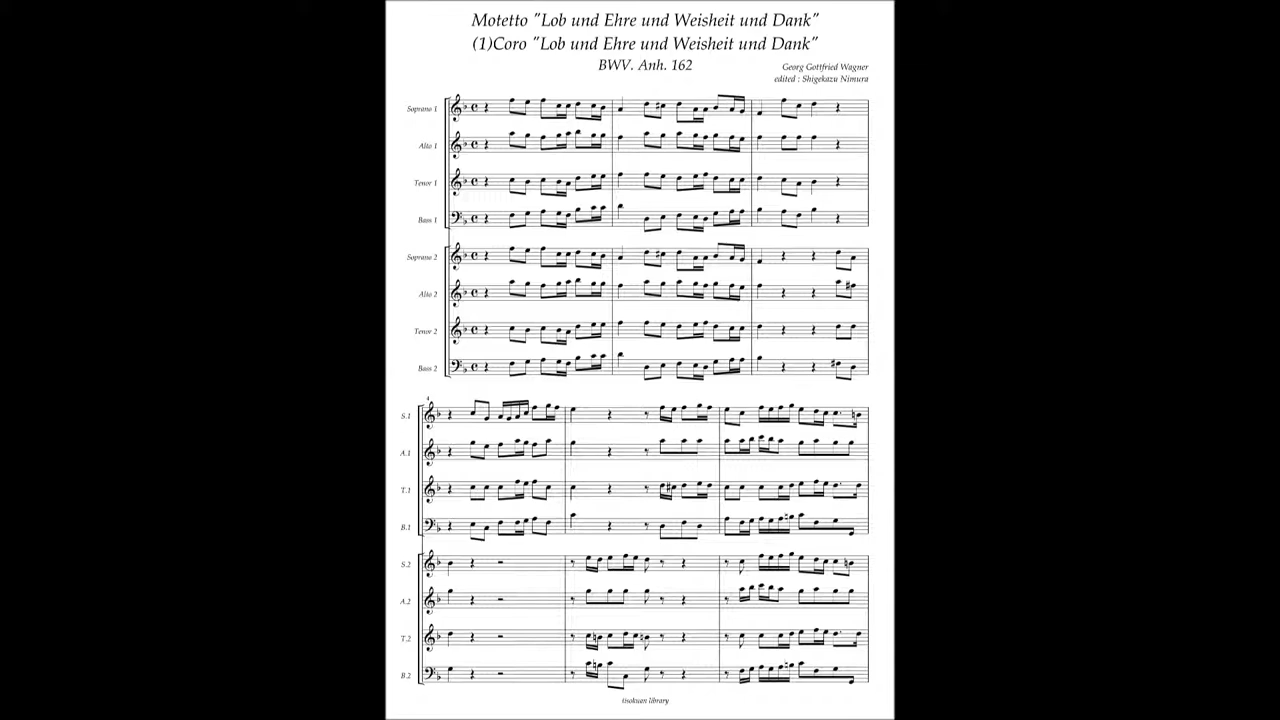 Motetto "Lob und Ehre und Weisheit und Dank"
(1)Coro "Lob und Ehre und Weisheit und Dank"
BWV. Anh. 162
Georg Gottfried Wagner
edited : Shigekazu Nimura
Soprano 1
Alto 1
Tenor 1
Bass 1
Soprano 2
Alto 2
Tenor 2
Bass 2
4
S.1
A.1
T.1
B.1
S.2
A.2
T.2
B.2
tisokuan library